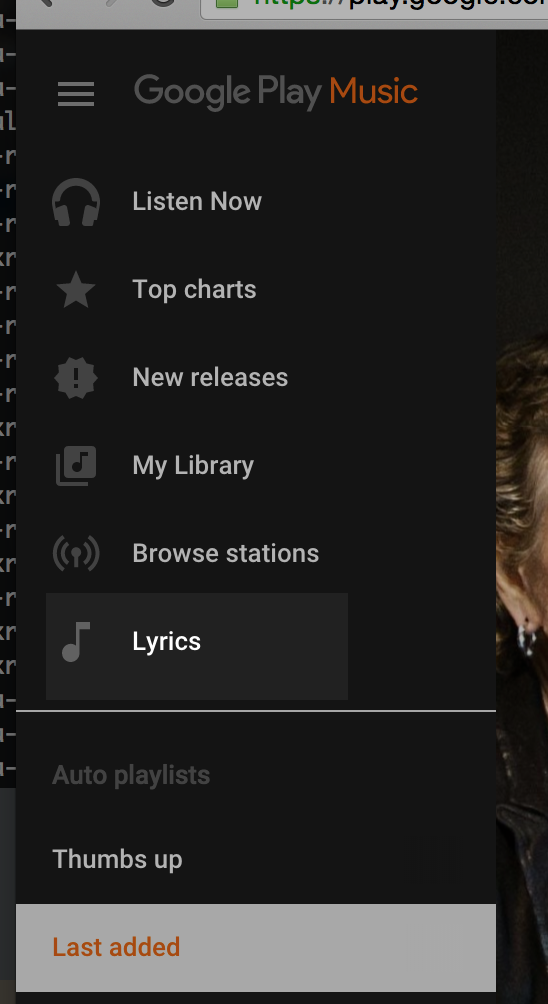 https://play.google.co
Google Play Music
Listen Now
Top charts
New releases
My Library
Browse stations
Lyrics
Auto playlists
Thumbs up
Last added